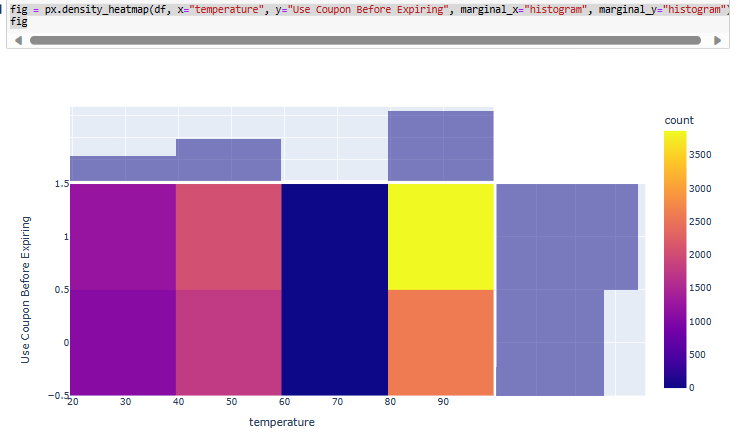 fig = px.density_heatmap(df, x="temperature", y="Use Coupon Before Expiring", marginal_x="histogram", marginal_y="histogram")
fig
count
3500
3000
2500
2000
1500
1000
500
0
Use Coupon Before Expiring
1.5
1
0.5
0
−0.5
20 30 40 50 60 70 80 90
temperature